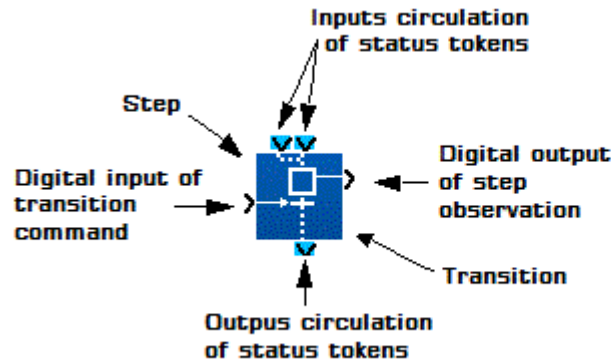 Inputs circulation
of status tokens
Step
Digital input of
transition
command
Digital output
of step
observation
Transition
Outpus circulation
of status tokens